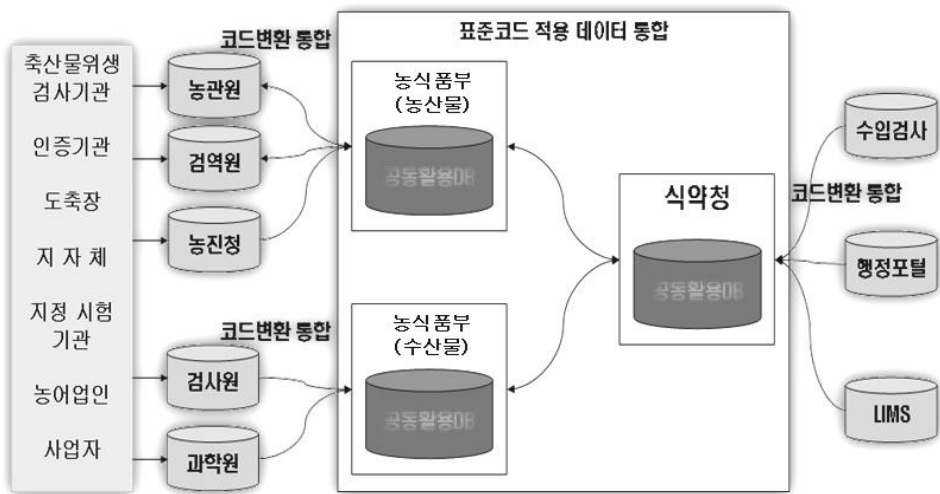 축산물위생
검사기관
인증기관
도축장
지 자 체
지정 시험
기관
농어업인
사업자
코드변환 통합
농관원
검역원
농진청
코드변환 통합
검사원
과학원
표준코드 적용 데이터 통합
농식품부
(농산물)
공동활용DB
농식품부
(수산물)
공동활용DB
식약청
공동활용DB
코드변환 통합
수입검사
행정포털
LIMS